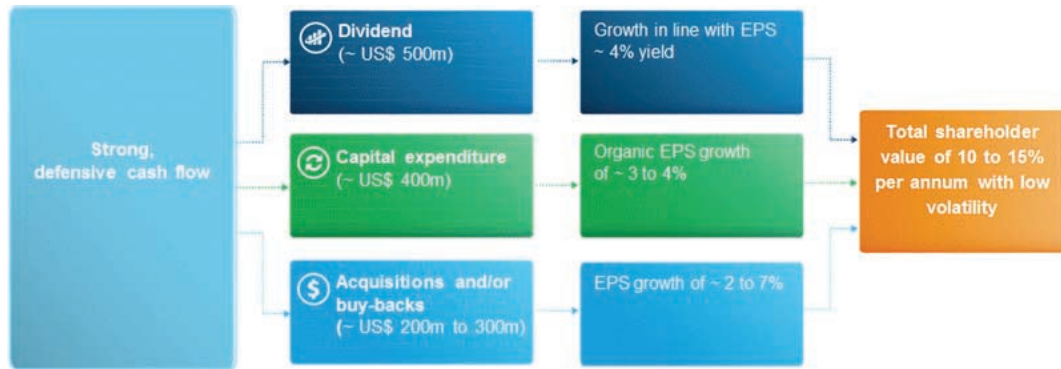 Strong,
defensive cash flow
Dividend
(~ US$ 500m)
Growth in line with EPS
~ 4% yield
Capital expenditure
(~ US$ 400m)
Organic EPS growth
of ~ 3 to 4%
Acquisitions and/or
buy-backs
(~ US$ 200m to 300m)
EPS growth of ~ 2 to 7%
Total shareholder
value of 10 to 15%
per annum with low
volatility